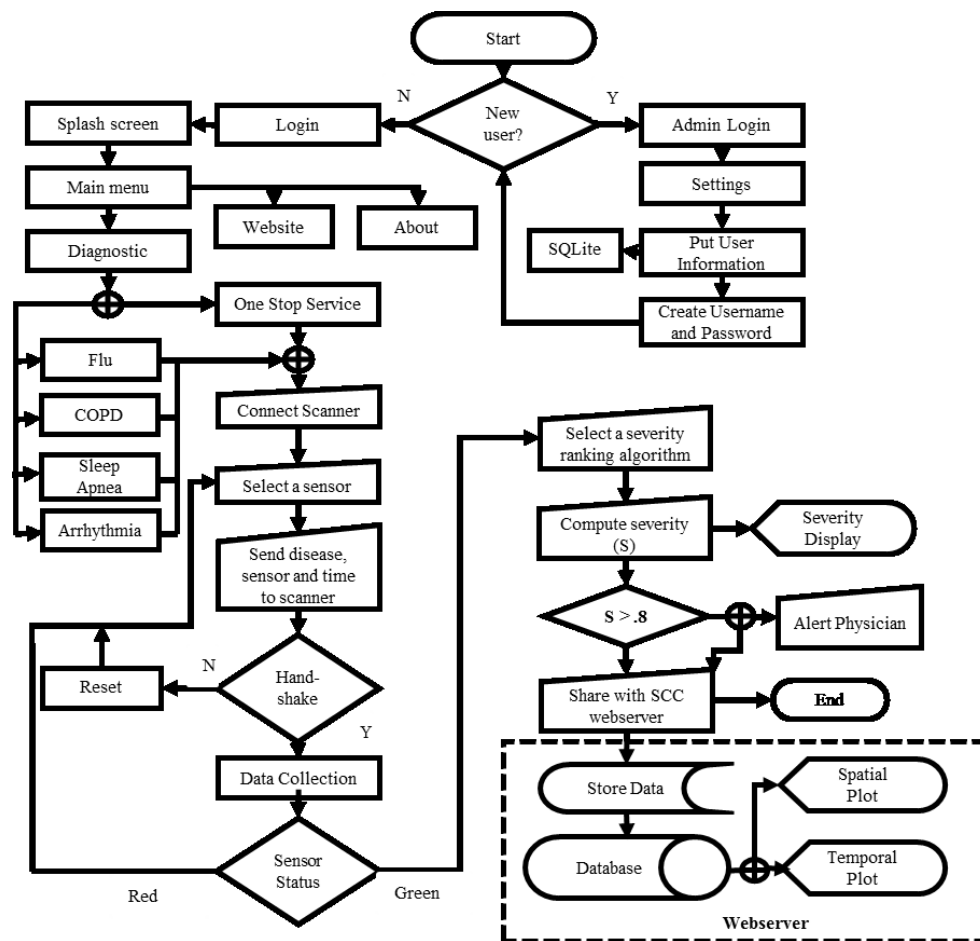 Start
New
user?
N
Y
Splash screen
Login
Admin Login
Main menu
Settings
Website
About
Diagnostic
SQLite
Put User
Information
One Stop Service
Create Username
and Password
Flu
Connect Scanner
COPD
Select a severity
ranking algorithm
Sleep
Apnea
Select a sensor
Arrhythmia
Compute severity
(S)
Severity
Display
Send disease,
sensor and time
to scanner
S > .8
Alert Physician
Hand-
shake
N
Y
Reset
Share with SCC
webserver
End
Data Collection
Store Data
Spatial
Plot
Sensor
Status
Red
Green
Database
Temporal
Plot
Webserver